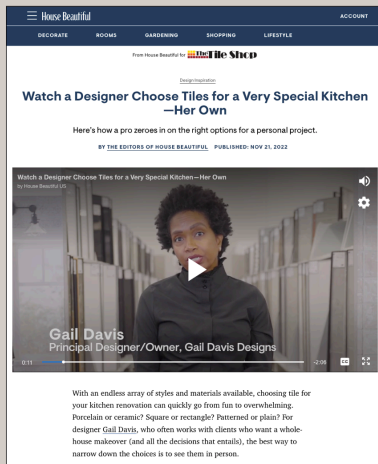 House Beautiful
ACCOUNT
DECORATE ROOMS GARDENING SHOPPING LIFESTYLE
From House Beautiful for The Tile Shop
Design Inspiration
Watch a Designer Choose Tiles for a Very Special Kitchen
—Her Own
Here's how a pro zeroes in on the right options for a personal project.
BY THE EDITORS OF HOUSE BEAUTIFUL PUBLISHED: NOV 21, 2022
Watch a Designer Choose Tiles for a Very Special Kitchen—Her Own
by House Beautiful US
Gail Davis
Principal Designer/Owner, Gail Davis Designs
0:11
-2:06
CC
With an endless array of styles and materials available, choosing tile for
your kitchen renovation can quickly go from fun to overwhelming.
Porcelain or ceramic? Square or rectangle? Patterned or plain? For
designer Gail Davis, who often works with clients who want a whole-
house makeover (and all the decisions that entails), the best way to
narrow down the choices is to see them in person.